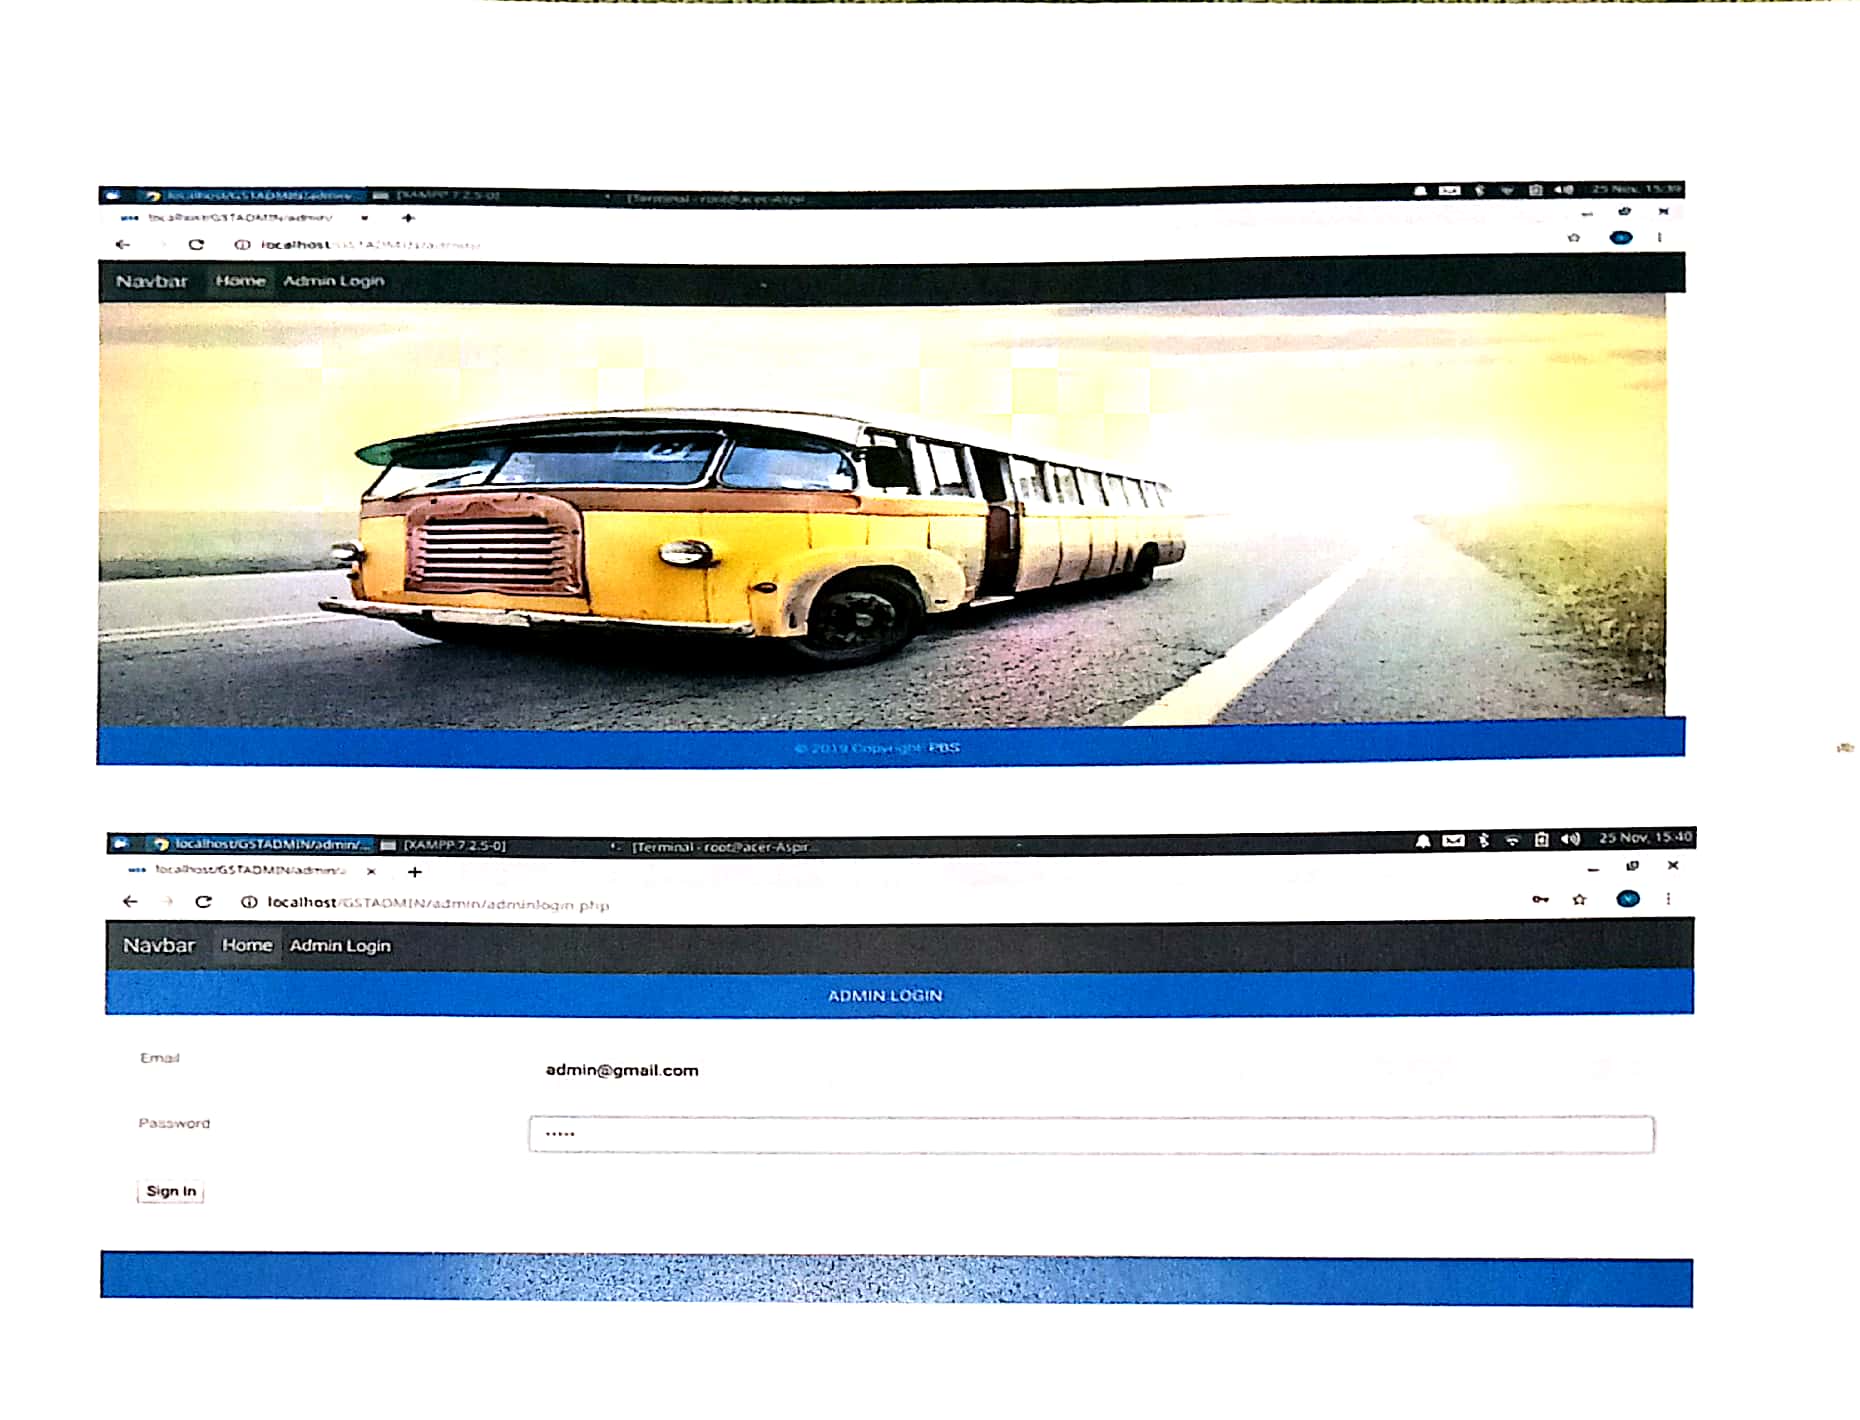 localhost/GSTADMIN/admin/... [XAMPP 7.2.5-0] [Terminal - root@acer-Aspir... 25 Nov, 15:39
localhost/GSTADMIN/admin/
localhost/GSTADMIN/admin/
Navbar Home Admin Login
© 2019 Copyright: PBS
localhost/GSTADMIN/admin/... [XAMPP 7.2.5-0] [Terminal - root@acer-Aspir... 25 Nov, 15:40
localhost/GSTADMIN/admin/a
localhost/GSTADMIN/admin/adminlogin.php
Navbar Home Admin Login
ADMIN LOGIN
Email
admin@gmail.com
Password
Sign In